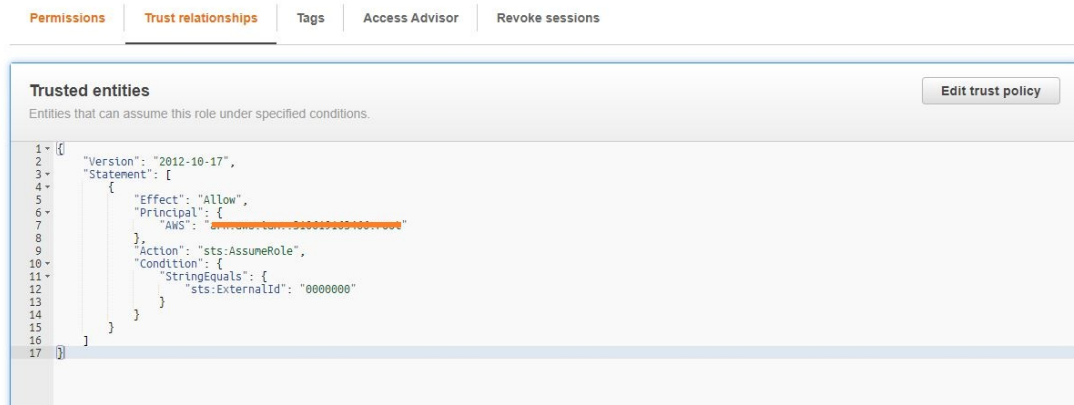 Permissions Trust relationships Tags Access Advisor Revoke sessions
Trusted entities
Edit trust policy
Entities that can assume this role under specified conditions.
1 {
2 "Version": "2012-10-17",
3 "Statement": [
4 {
5 "Effect": "Allow",
6 "Principal": {
7 "AWS": "
8 },
9 "Action": "sts:AssumeRole",
10 "Condition": {
11 "StringEquals": {
12 "sts:ExternalId": "0000000"
13 }
14 }
15 }
16 ]
17 }